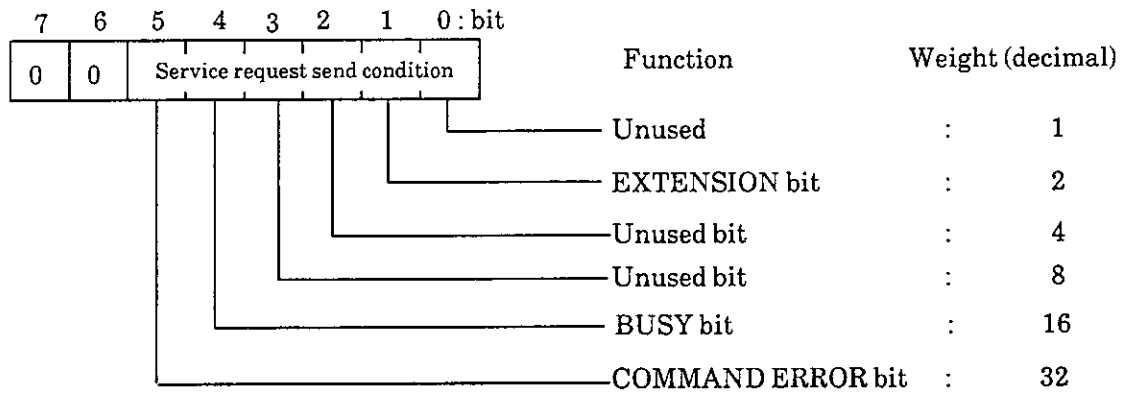 7 6 5 4 3 2 1 0 : bit
0 0 Service request send condition
Function Weight (decimal)
Unused : 1
EXTENSION bit : 2
Unused bit : 4
Unused bit : 8
BUSY bit : 16
COMMAND ERROR bit : 32